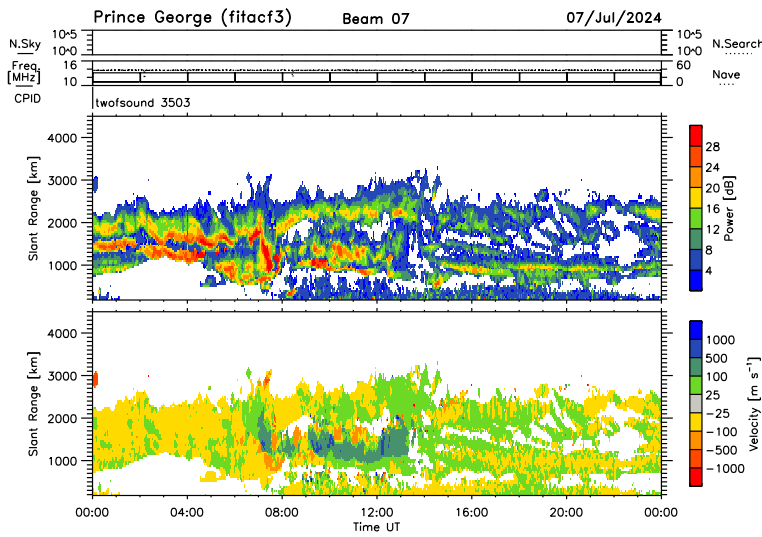 Prince George (fitacf3) Beam 07 07/Jul/2024
10^5 10^5
N.Sky N.Search
10^0 10^0
Freq. 16 60
[MHz] Nave
10 0
CPID twofsound 3503
4000
3000
2000
1000
Slant Range [km]
28
24
20
16
12
8
4
Power [dB]
4000
3000
2000
1000
Slant Range [km]
1000
500
100
25
-25
-100
-500
-1000
Velocity [m s⁻¹]
00:00 04:00 08:00 12:00 16:00 20:00 00:00
Time UT